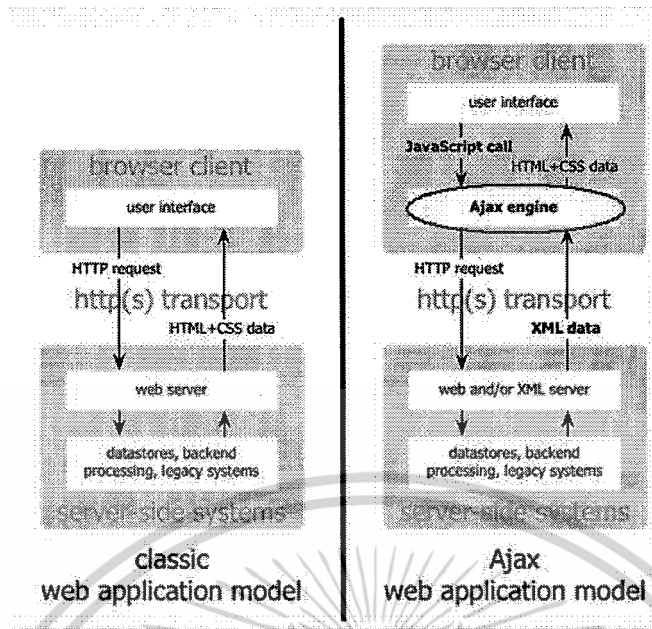 browser client
user interface
HTTP request
http(s) transport
HTML+CSS data
web server
datastores, backend
processing, legacy systems
server-side systems
classic
web application model
browser client
user interface
JavaScript call
HTML+CSS data
Ajax engine
HTTP request
http(s) transport
XML data
web and/or XML server
datastores, backend
processing, legacy systems
server-side systems
Ajax
web application model